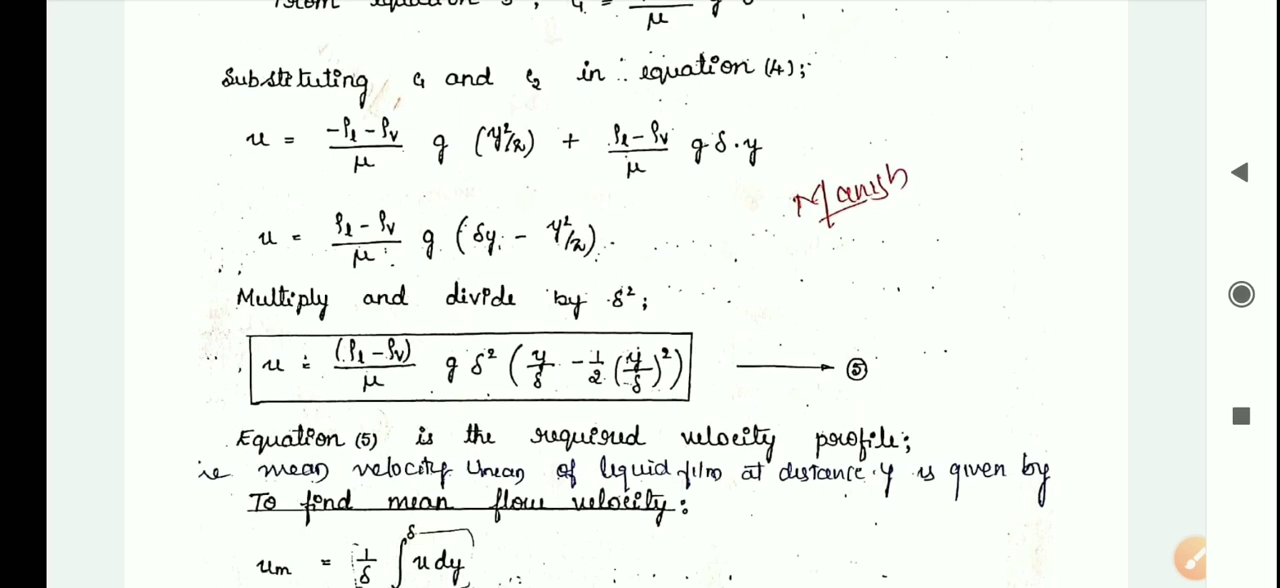 Substituting c₁ and c₂ in equation (4);
u = -ρl - ρv / μ g (y²/2) + ρl - ρv / μ g δ · y
Manish
u = ρl - ρv / μ g (δy - y²/2)
Multiply and divide by δ²;
u = (ρl - ρv) / μ g δ² (y/δ - 1/2 (y/δ)²) → ⑤
Equation (5) is the required velocity profile;
ie mean velocity Umean of liquid film at distance y is given by
To find mean flow velocity:
um = 1/δ ∫ δ u dy